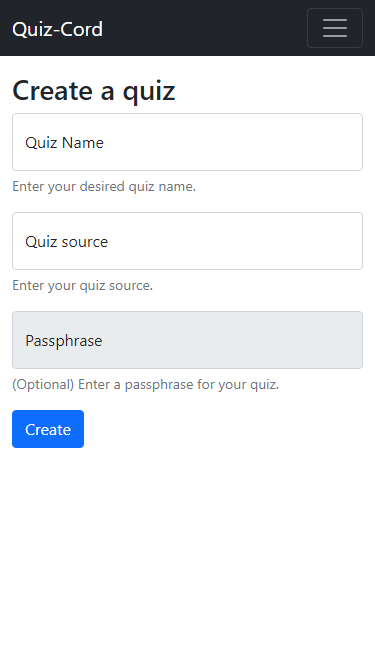 Quiz-Cord
Create a quiz
Quiz Name
Enter your desired quiz name.
Quiz source
Enter your quiz source.
Passphrase
(Optional) Enter a passphrase for your quiz.
Create